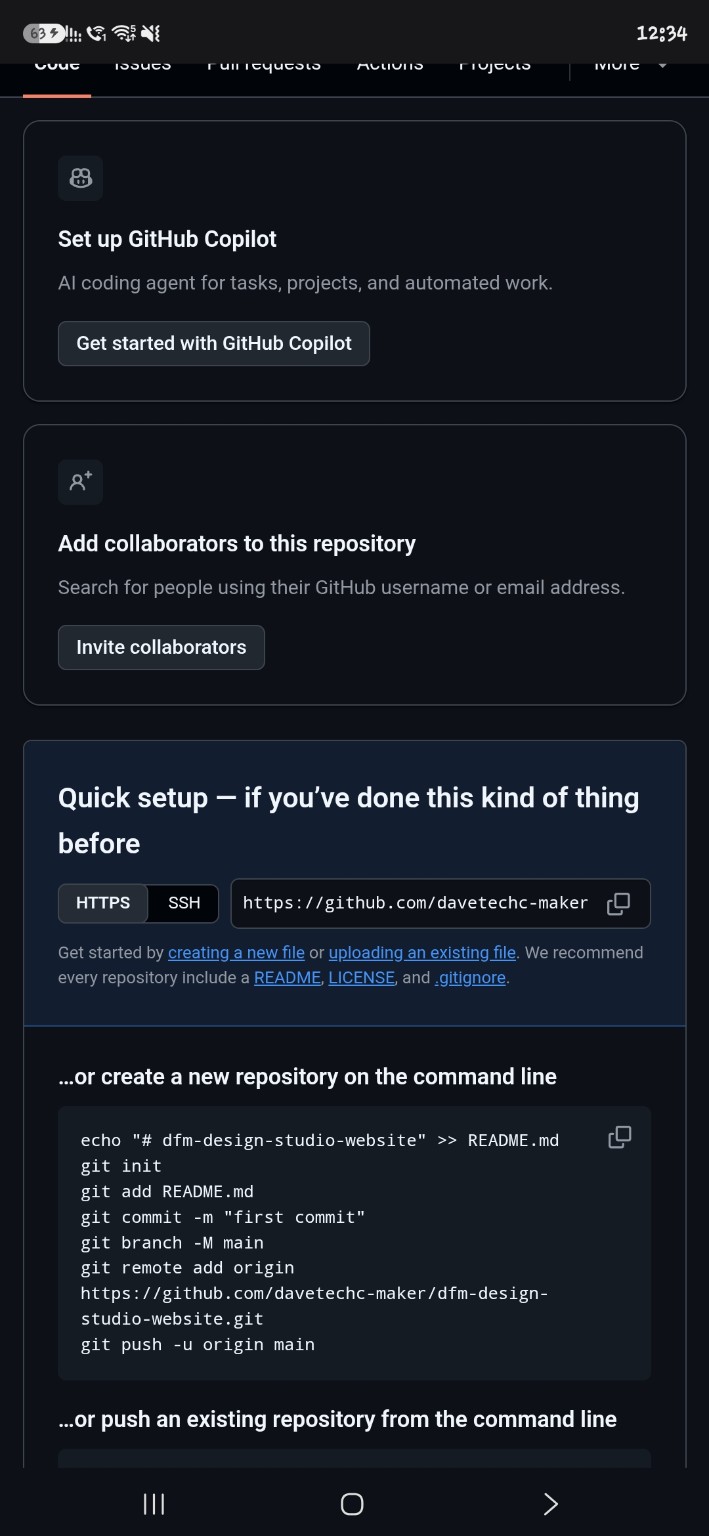 63
12:34
Code Issues Pull requests Actions Projects More
Set up GitHub Copilot
AI coding agent for tasks, projects, and automated work.
Get started with GitHub Copilot
Add collaborators to this repository
Search for people using their GitHub username or email address.
Invite collaborators
Quick setup — if you’ve done this kind of thing
before
HTTPS SSH https://github.com/davetechc-maker
Get started by creating a new file or uploading an existing file. We recommend
every repository include a README, LICENSE, and .gitignore.
…or create a new repository on the command line
echo "# dfm-design-studio-website" >> README.md
git init
git add README.md
git commit -m "first commit"
git branch -M main
git remote add origin
https://github.com/davetechc-maker/dfm-design-
studio-website.git
git push -u origin main
…or push an existing repository from the command line